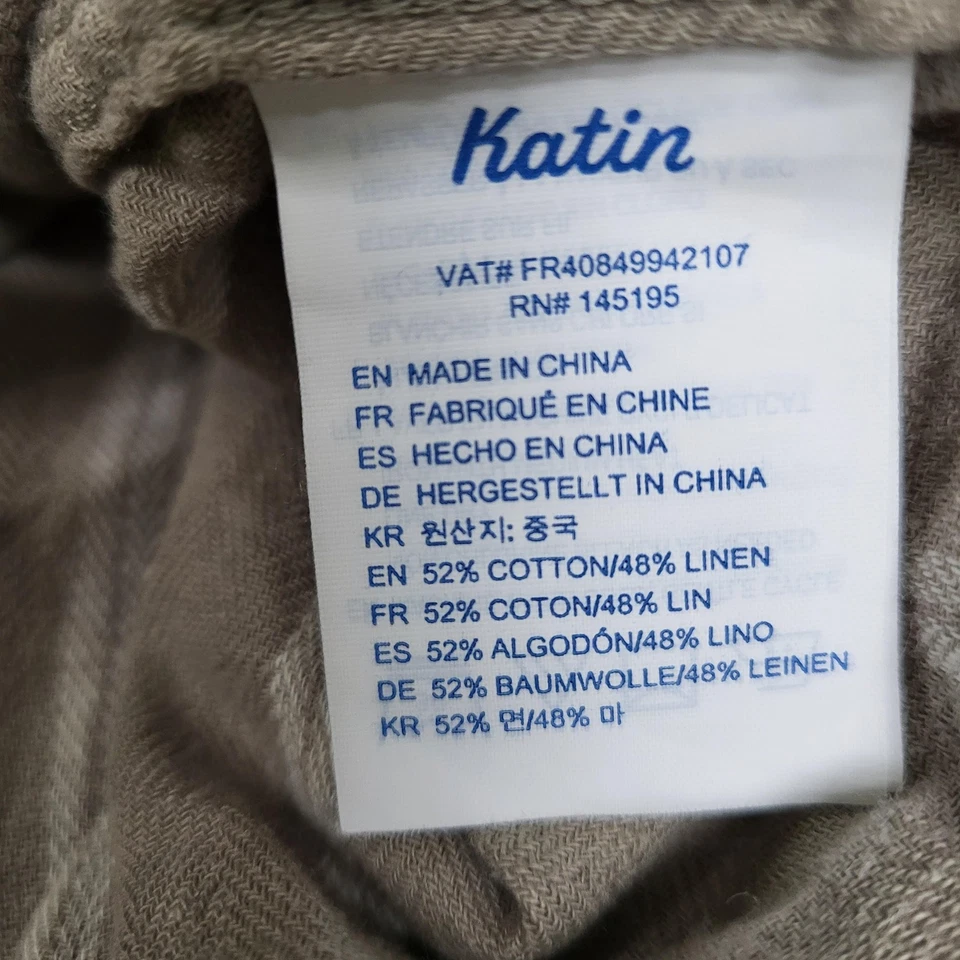 Katin
VAT# FR40849942107
RN# 145195
EN MADE IN CHINA
FR FABRIQUÉ EN CHINE
ES HECHO EN CHINA
DE HERGESTELLT IN CHINA
KR 원산지: 중국
EN 52% COTTON/48% LINEN
FR 52% COTON/48% LIN
ES 52% ALGODÓN/48% LINO
DE 52% BAUMWOLLE/48% LEINEN
KR 52% 면/48% 마